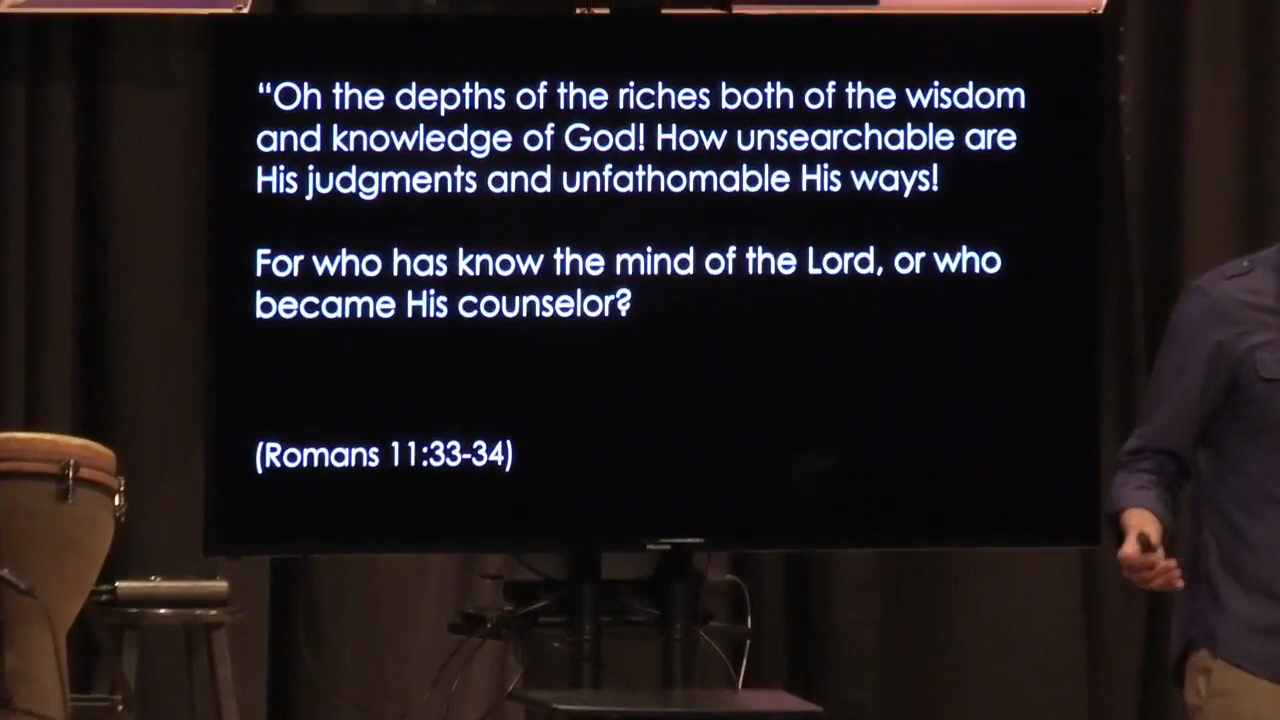 “Oh the depths of the riches both of the wisdom
and knowledge of God! How unsearchable are
His judgments and unfathomable His ways!
For who has know the mind of the Lord, or who
became His counselor?
(Romans 11:33-34)